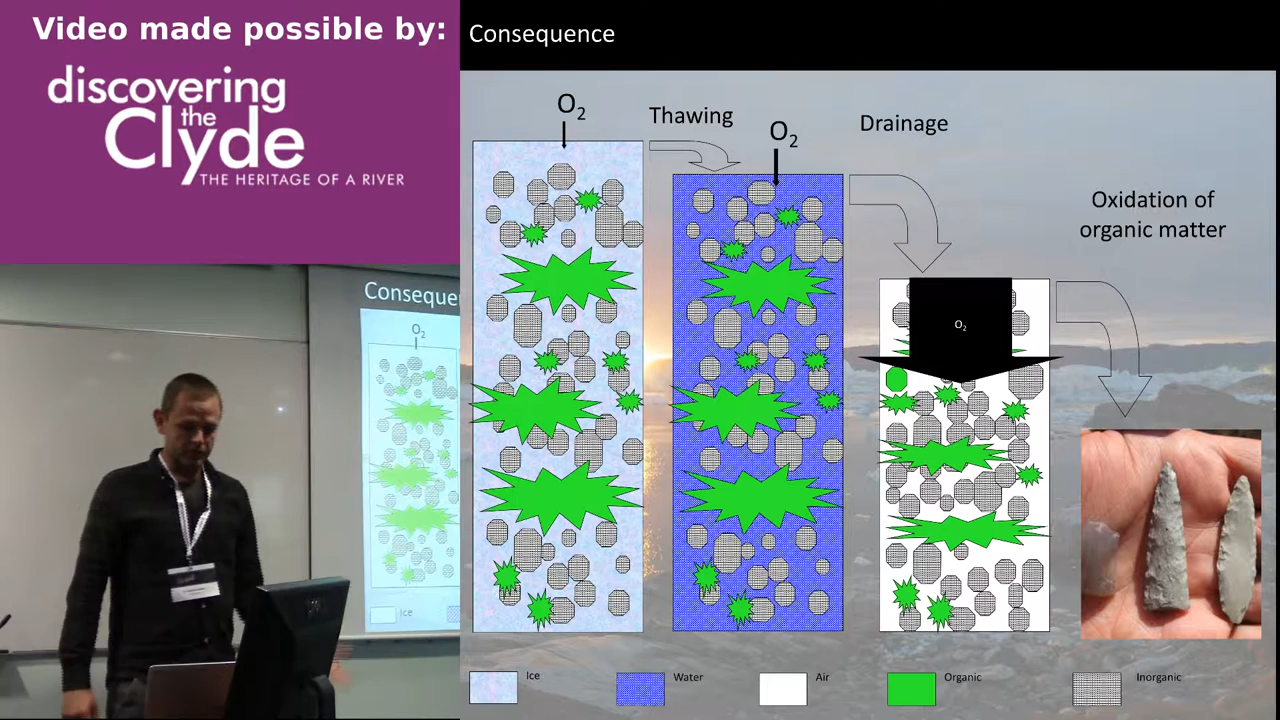 Video made possible by:
discovering
the
Clyde
THE HERITAGE OF A RIVER
Consequence
O2
Thawing
O2
Drainage
Oxidation of
organic matter
O2
Ice
Water
Air
Organic
Inorganic
Conseque
O2
Ice